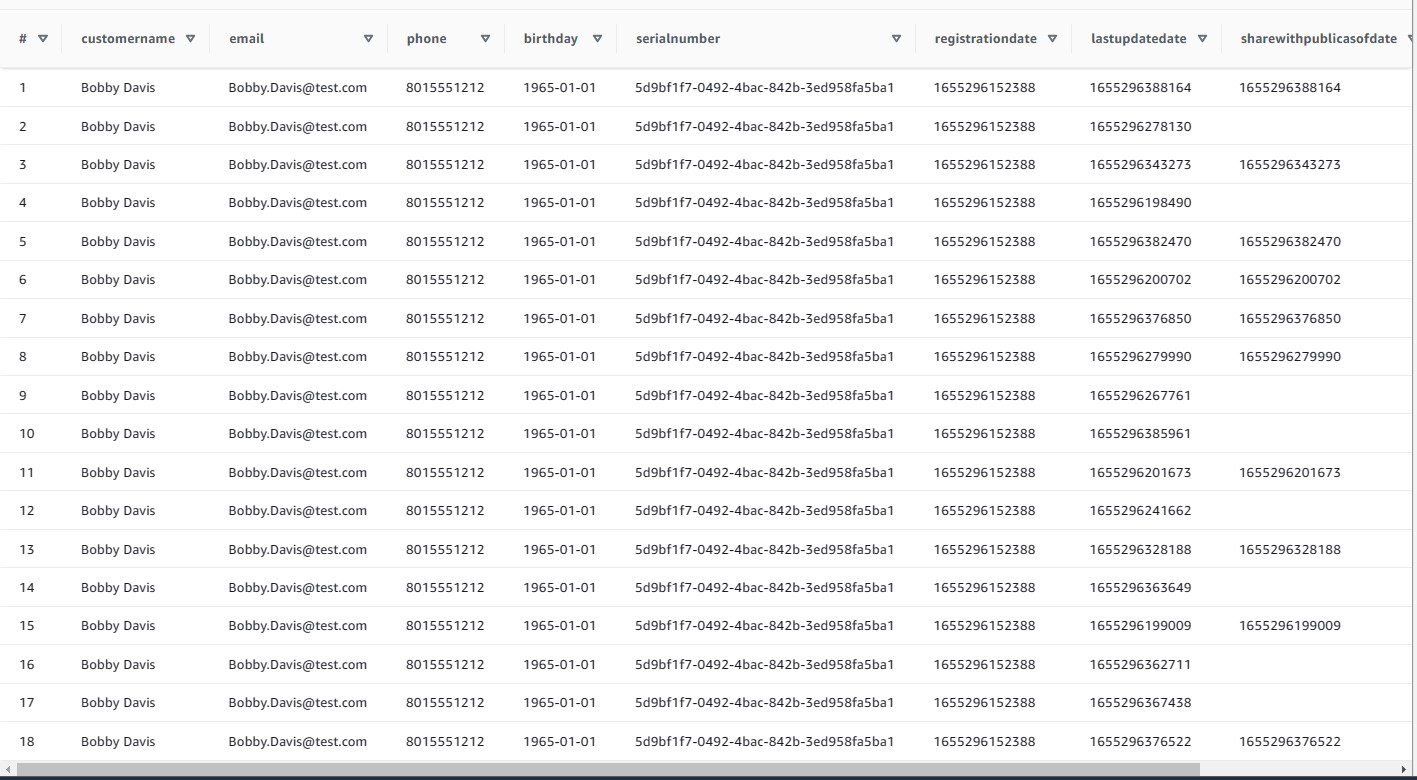 # customername email phone birthday serialnumber registrationdate lastupdatedate sharewithpublicasofdate
1 Bobby Davis Bobby.Davis@test.com 8015551212 1965-01-01 5d9bf1f7-0492-4bac-842b-3ed958fa5ba1 1655296152388 1655296388164 1655296388164
2 Bobby Davis Bobby.Davis@test.com 8015551212 1965-01-01 5d9bf1f7-0492-4bac-842b-3ed958fa5ba1 1655296152388 1655296278130
3 Bobby Davis Bobby.Davis@test.com 8015551212 1965-01-01 5d9bf1f7-0492-4bac-842b-3ed958fa5ba1 1655296152388 1655296343273 1655296343273
4 Bobby Davis Bobby.Davis@test.com 8015551212 1965-01-01 5d9bf1f7-0492-4bac-842b-3ed958fa5ba1 1655296152388 1655296198490
5 Bobby Davis Bobby.Davis@test.com 8015551212 1965-01-01 5d9bf1f7-0492-4bac-842b-3ed958fa5ba1 1655296152388 1655296382470 1655296382470
6 Bobby Davis Bobby.Davis@test.com 8015551212 1965-01-01 5d9bf1f7-0492-4bac-842b-3ed958fa5ba1 1655296152388 1655296200702 1655296200702
7 Bobby Davis Bobby.Davis@test.com 8015551212 1965-01-01 5d9bf1f7-0492-4bac-842b-3ed958fa5ba1 1655296152388 1655296376850 1655296376850
8 Bobby Davis Bobby.Davis@test.com 8015551212 1965-01-01 5d9bf1f7-0492-4bac-842b-3ed958fa5ba1 1655296152388 1655296279990 1655296279990
9 Bobby Davis Bobby.Davis@test.com 8015551212 1965-01-01 5d9bf1f7-0492-4bac-842b-3ed958fa5ba1 1655296152388 1655296267761
10 Bobby Davis Bobby.Davis@test.com 8015551212 1965-01-01 5d9bf1f7-0492-4bac-842b-3ed958fa5ba1 1655296152388 1655296385961
11 Bobby Davis Bobby.Davis@test.com 8015551212 1965-01-01 5d9bf1f7-0492-4bac-842b-3ed958fa5ba1 1655296152388 1655296201673 1655296201673
12 Bobby Davis Bobby.Davis@test.com 8015551212 1965-01-01 5d9bf1f7-0492-4bac-842b-3ed958fa5ba1 1655296152388 1655296241662
13 Bobby Davis Bobby.Davis@test.com 8015551212 1965-01-01 5d9bf1f7-0492-4bac-842b-3ed958fa5ba1 1655296152388 1655296328188 1655296328188
14 Bobby Davis Bobby.Davis@test.com 8015551212 1965-01-01 5d9bf1f7-0492-4bac-842b-3ed958fa5ba1 1655296152388 1655296363649
15 Bobby Davis Bobby.Davis@test.com 8015551212 1965-01-01 5d9bf1f7-0492-4bac-842b-3ed958fa5ba1 1655296152388 1655296199009 1655296199009
16 Bobby Davis Bobby.Davis@test.com 8015551212 1965-01-01 5d9bf1f7-0492-4bac-842b-3ed958fa5ba1 1655296152388 1655296362711
17 Bobby Davis Bobby.Davis@test.com 8015551212 1965-01-01 5d9bf1f7-0492-4bac-842b-3ed958fa5ba1 1655296152388 1655296367438
18 Bobby Davis Bobby.Davis@test.com 8015551212 1965-01-01 5d9bf1f7-0492-4bac-842b-3ed958fa5ba1 1655296152388 1655296376522 1655296376522